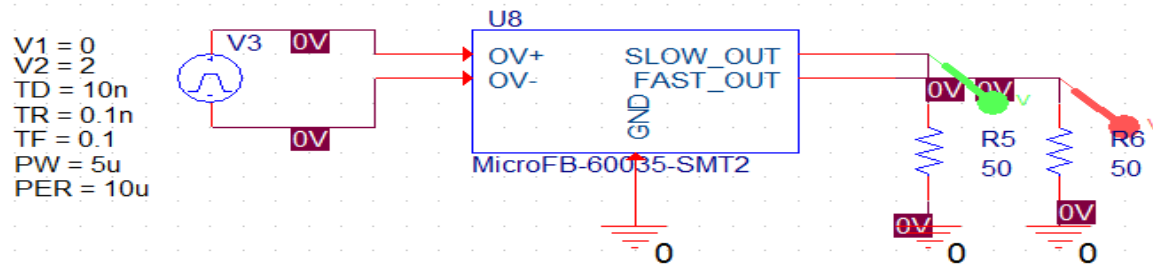 V1 = 0
V2 = 2
TD = 10n
TR = 0.1n
TF = 0.1
PW = 5u
PER = 10u
V3
0V
0V
U8
OV+
OV-
SLOW_OUT
FAST_OUT
GND
MicroFB-60035-SMT2
0
0V
0V
V
V
R5
50
R6
50
0V
0V
0
0